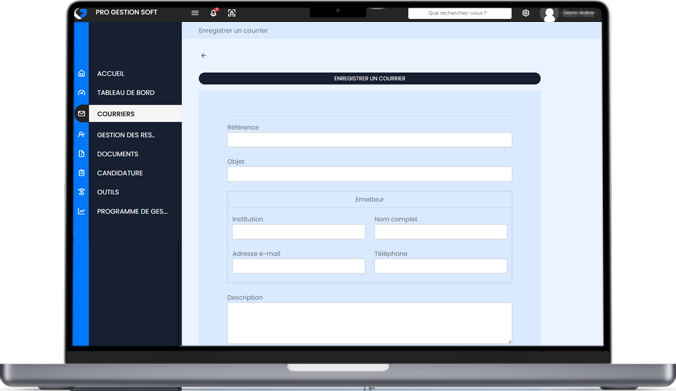 PRO GESTION SOFT
Que recherchez-vous ?
Enregistrer un courrier
ENREGISTRER UN COURRIER
ACCUEIL
TABLEAU DE BORD
COURRIERS
GESTION DES RES..
DOCUMENTS
CANDIDATURE
OUTILS
PROGRAMME DE GES...
Référence
Objet
Emetteur
Institution
Nom complet
Adresse e-mail
Téléphone
Description